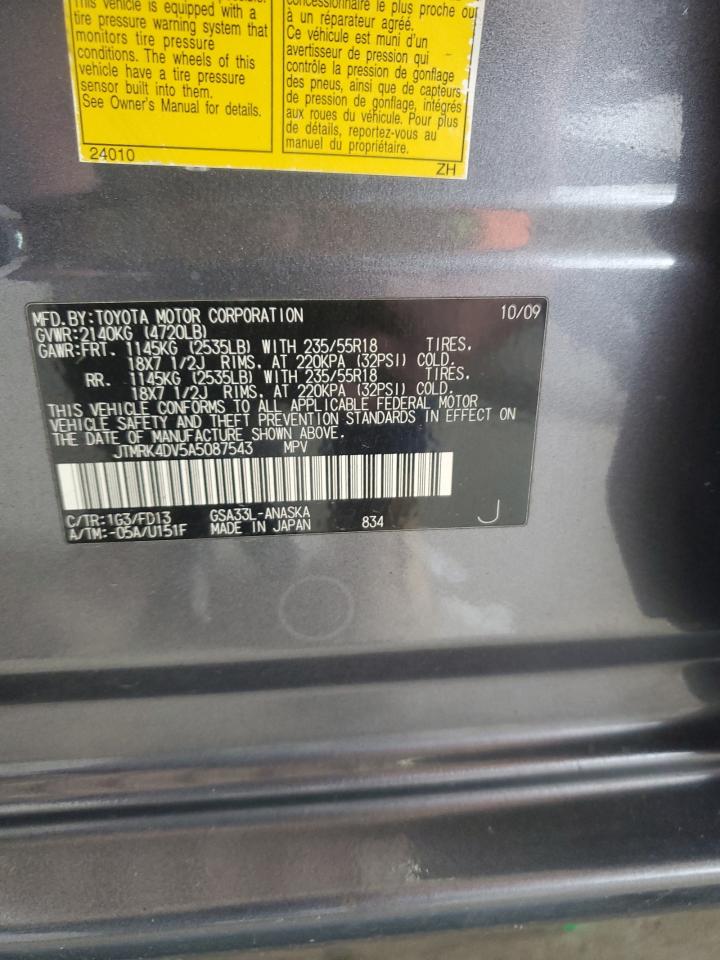 This vehicle is equipped with a
tire pressure warning system that
monitors tire pressure
conditions. The wheels of this
vehicle have a tire pressure
sensor built into them.
See Owner's Manual for details.
24010
concessionnaire le plus proche ou
à un réparateur agréé.
Ce véhicule est muni d'un
avertisseur de pression qui
contrôle la pression de gonflage
des pneus, ainsi que de capteurs
de pression de gonflage, intégrés
aux roues du véhicule. Pour plus
de détails, reportez-vous au
manuel du propriétaire.
ZH
MFD.BY:TOYOTA MOTOR CORPORATION 10/09
GVWR:2140KG (4720LB)
GAWR:FRT. 1145KG (2535LB) WITH 235/55R18 TIRES,
18X7 1/2J RIMS, AT 220KPA (32PSI) COLD.
RR. 1145KG (2535LB) WITH 235/55R18 TIRES,
18X7 1/2J RIMS, AT 220KPA (32PSI) COLD.
THIS VEHICLE CONFORMS TO ALL APPLICABLE FEDERAL MOTOR
VEHICLE SAFETY AND THEFT PREVENTION STANDARDS IN EFFECT ON
THE DATE OF MANUFACTURE SHOWN ABOVE.
JTMRK4DV5A5087543 MPV
C/TR:1G3/FD13 GSA33L-ANASKA
A/TM:-05A/U151F MADE IN JAPAN 834 J